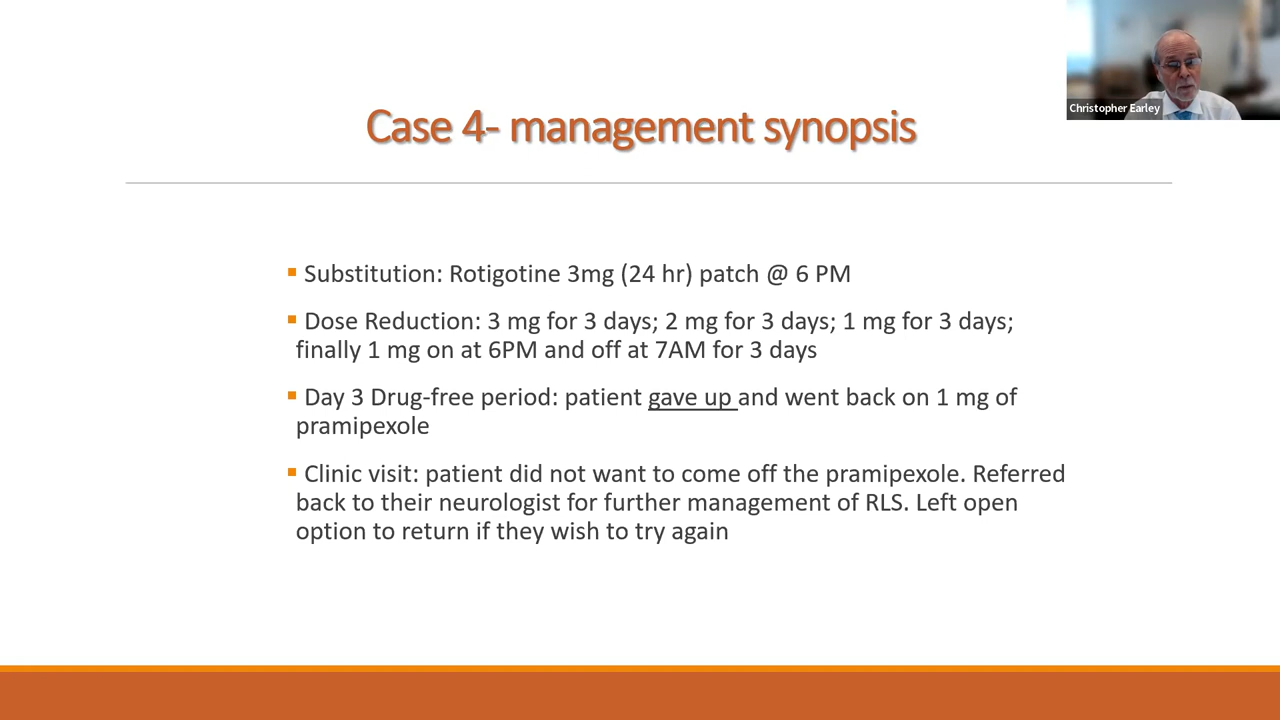 Christopher Earley
Case 4- management synopsis
▪ Substitution: Rotigotine 3mg (24 hr) patch @ 6 PM
▪ Dose Reduction: 3 mg for 3 days; 2 mg for 3 days; 1 mg for 3 days;
finally 1 mg on at 6PM and off at 7AM for 3 days
▪ Day 3 Drug-free period: patient gave up and went back on 1 mg of
pramipexole
▪ Clinic visit: patient did not want to come off the pramipexole. Referred
back to their neurologist for further management of RLS. Left open
option to return if they wish to try again